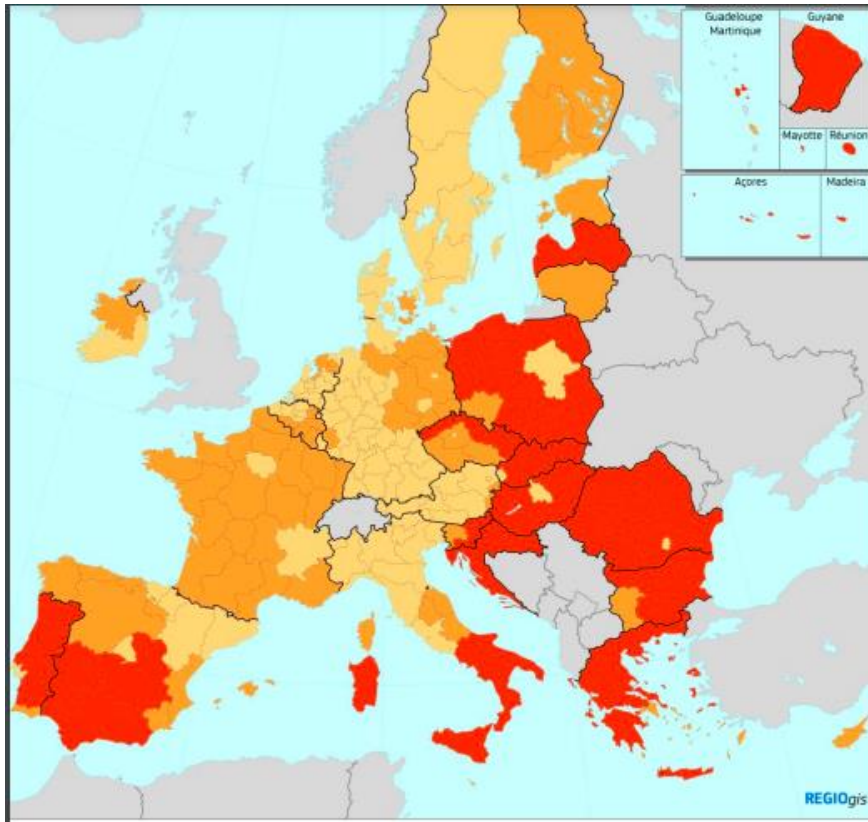 Guadeloupe
Martinique
Guyane
Mayotte
Réunion
Açores
Madeira
REGIOgis